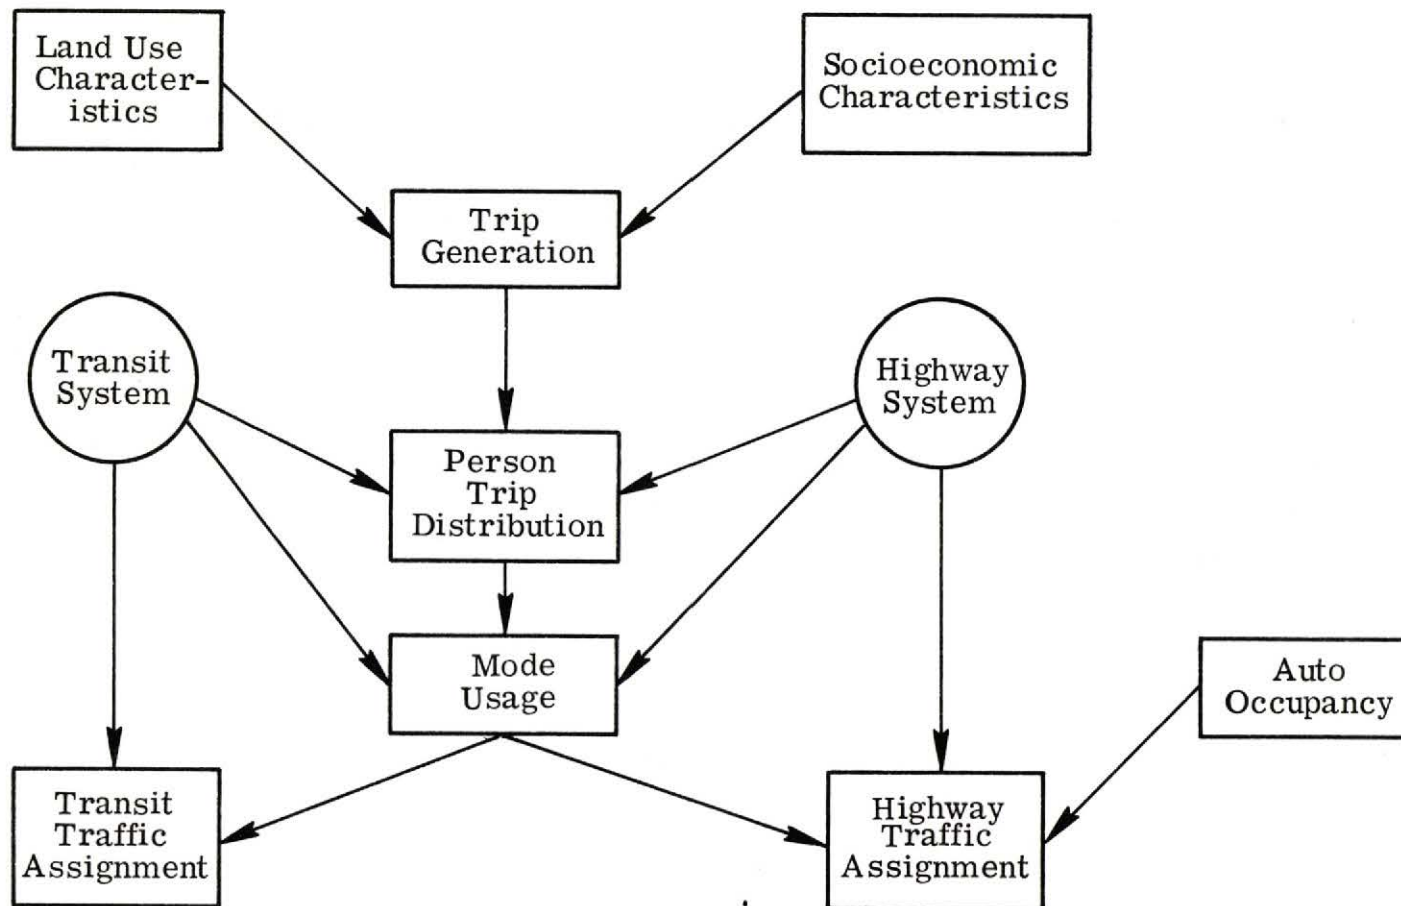 Land Use
Character-
istics
Socioeconomic
Characteristics
Trip
Generation
Transit
System
Highway
System
Person
Trip
Distribution
Mode
Usage
Auto
Occupancy
Transit
Traffic
Assignment
Highway
Traffic
Assignment